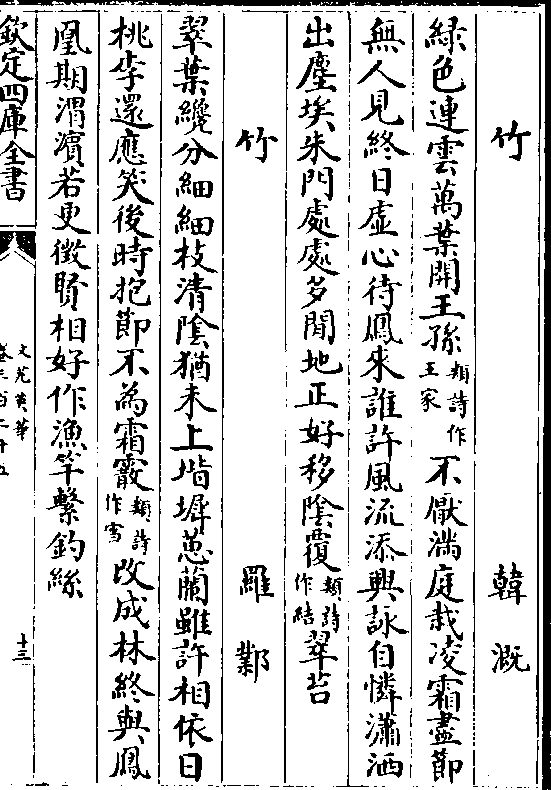 竹　韓溉
綠色連雲萬葉開王孫類詩作王家不厭滿庭栽凌霜盡節
無人見終日虛心待鳳來誰許風流添興詠自憐瀟洒
出塵埃朱門處處多閒地正好移陰覆類詩作結翠苔
竹　羅鄴
翠葉纔分細細枝清陰猶未上堦墀蕙蘭雖許相依日
桃李還應笑後時抱節不為霜霰類詩作雪改成林終與鳳
凰期渭濱若更徵賢相好作漁竿繫釣絲
欽定四庫全書
文苑英華
卷三百二十五
十三